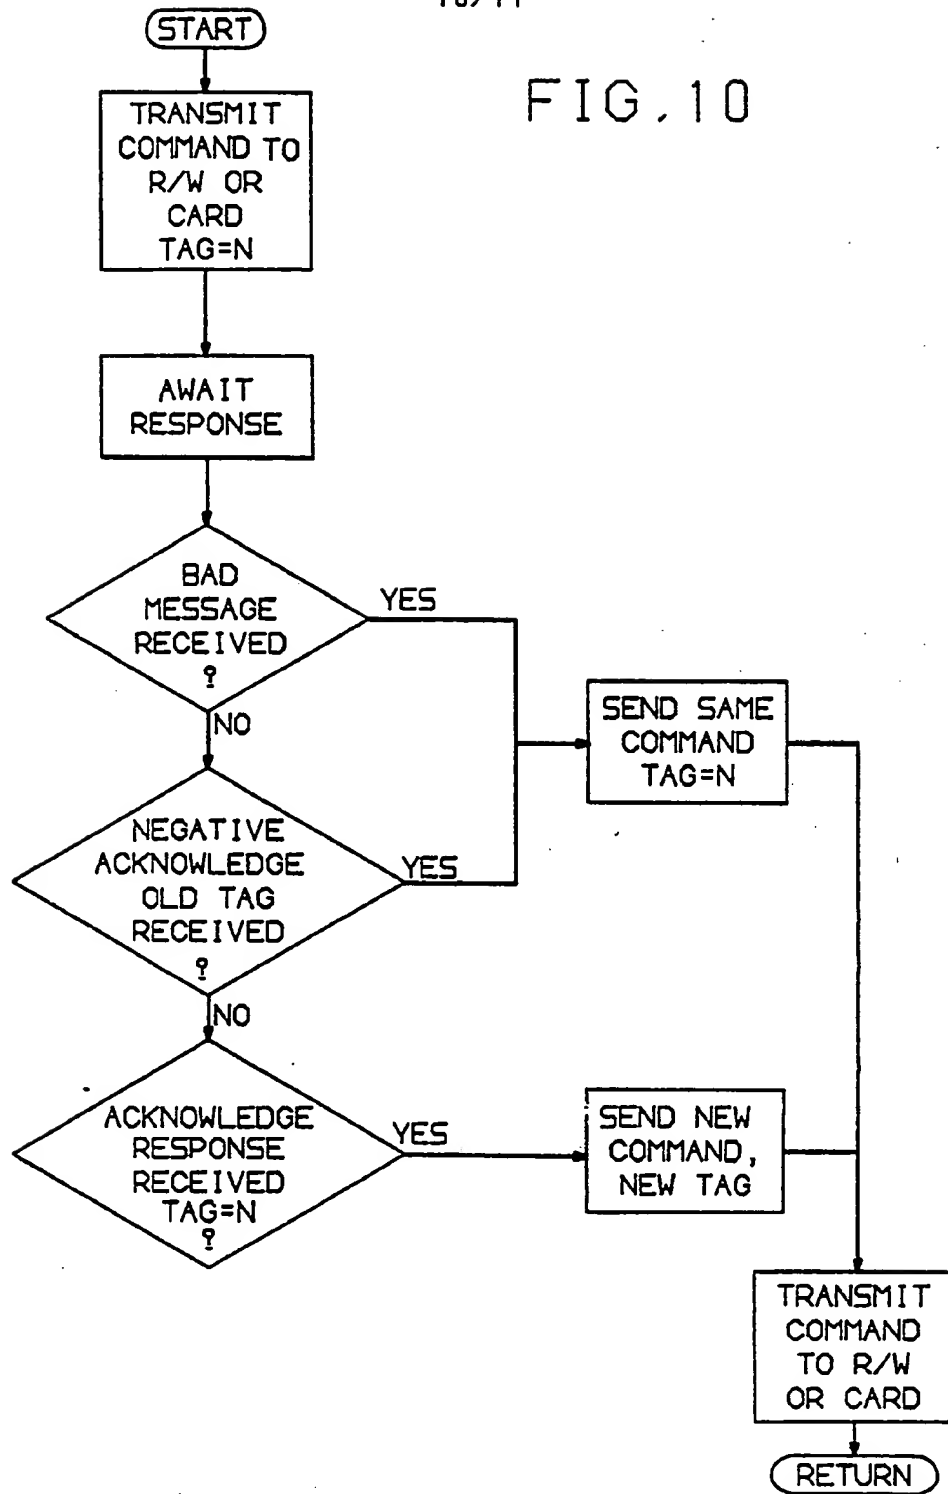 START
FIG.10
TRANSMIT
COMMAND TO
R/W OR
CARD
TAG=N
AWAIT
RESPONSE
BAD
MESSAGE
RECEIVED
?
YES
NO
SEND SAME
COMMAND
TAG=N
NEGATIVE
ACKNOWLEDGE
OLD TAG
RECEIVED
?
YES
NO
ACKNOWLEDGE
RESPONSE
RECEIVED
TAG=N
?
YES
SEND NEW
COMMAND,
NEW TAG
TRANSMIT
COMMAND
TO R/W
OR CARD
RETURN